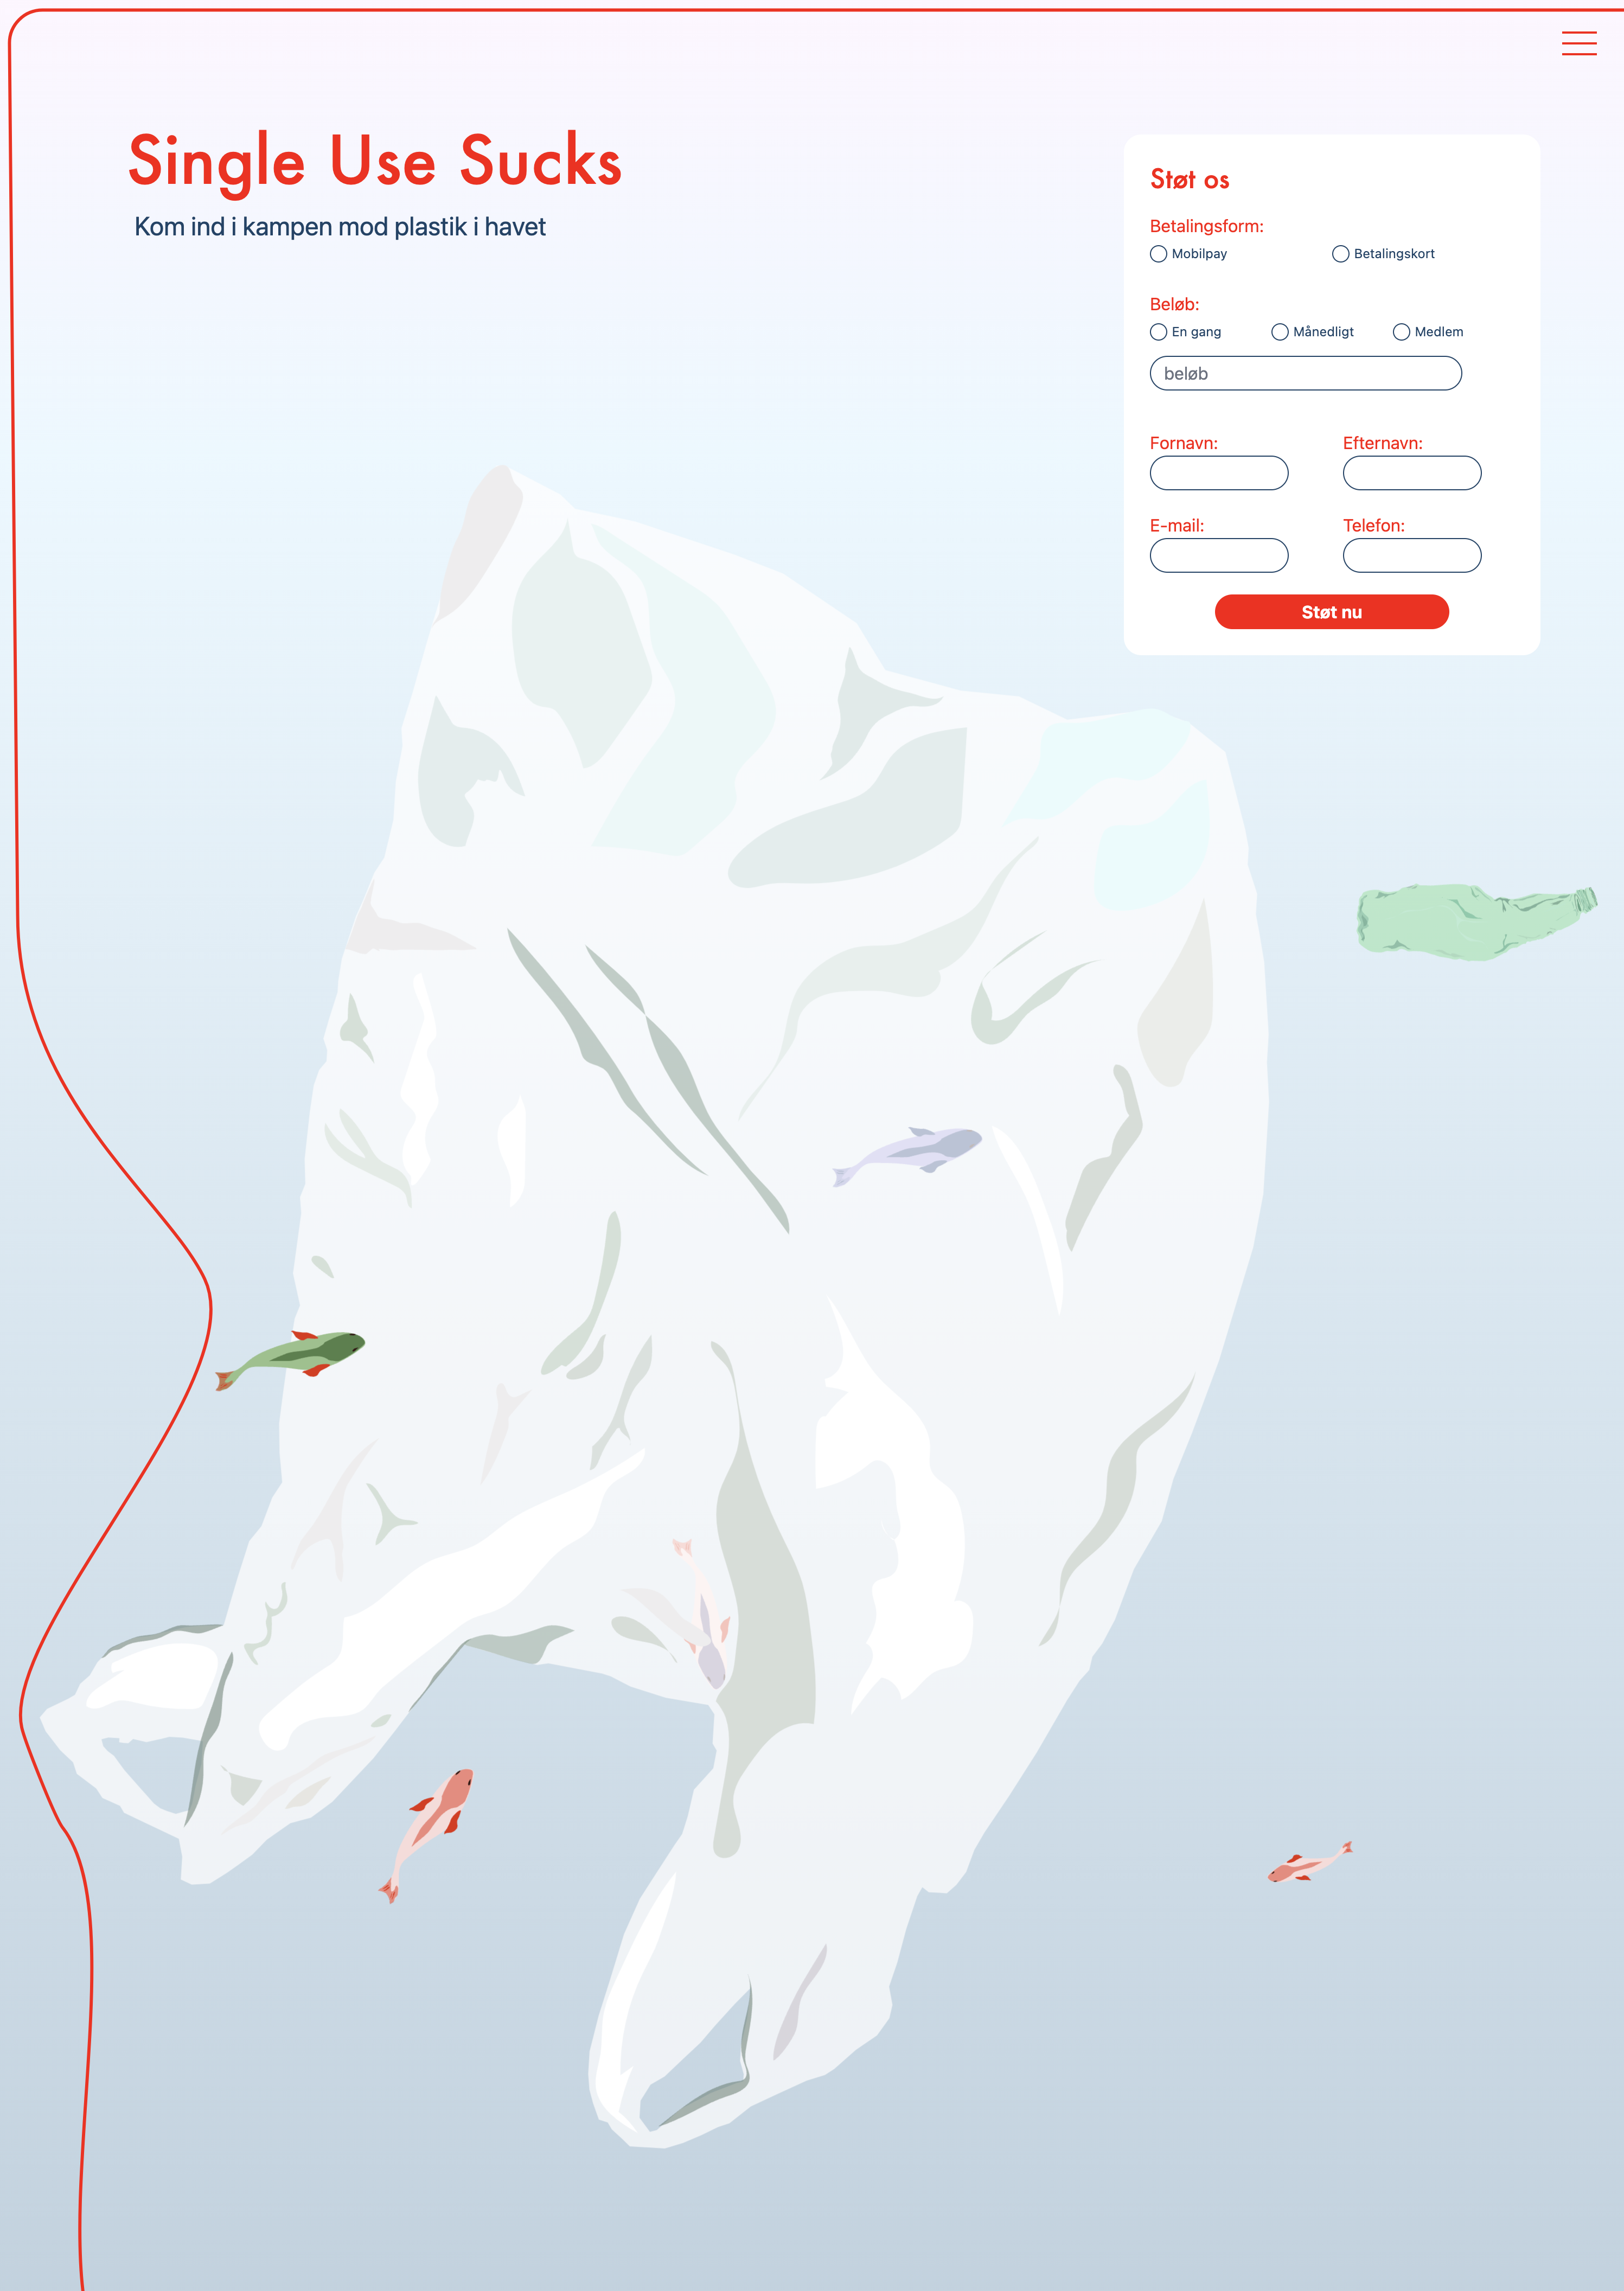 Single Use Sucks
Kom ind i kampen mod plastik i havet
Støt os
Betalingsform:
Mobilpay Betalingskort
Beløb:
En gang Månedligt Medlem
beløb
Fornavn: Efternavn:
E-mail: Telefon:
Støt nu